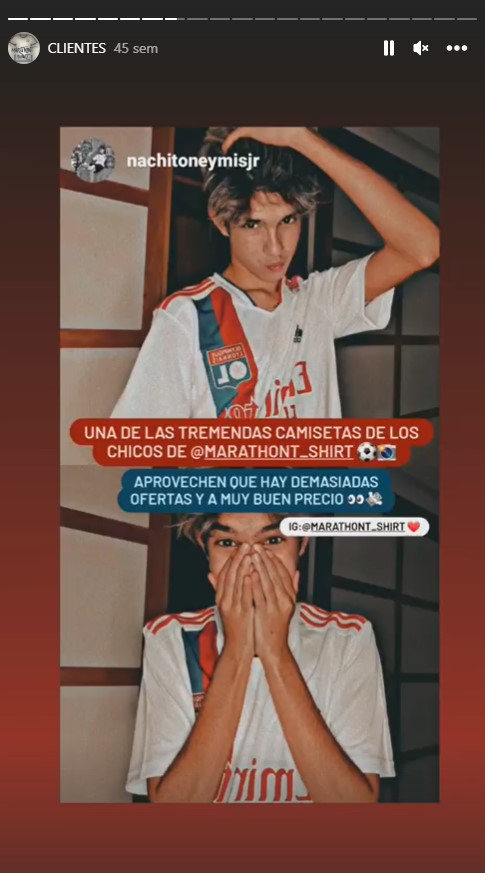 CLIENTES 45 sem
nachitoneymisjr
UNA DE LAS TREMENDAS CAMISETAS DE LOS
CHICOS DE @MARATHONT_SHIRT ⚽📸
APROVECHEN QUE HAY DEMASIADAS
OFERTAS Y A MUY BUEN PRECIO 👀💸
IG:@MARATHONT_SHIRT❤️